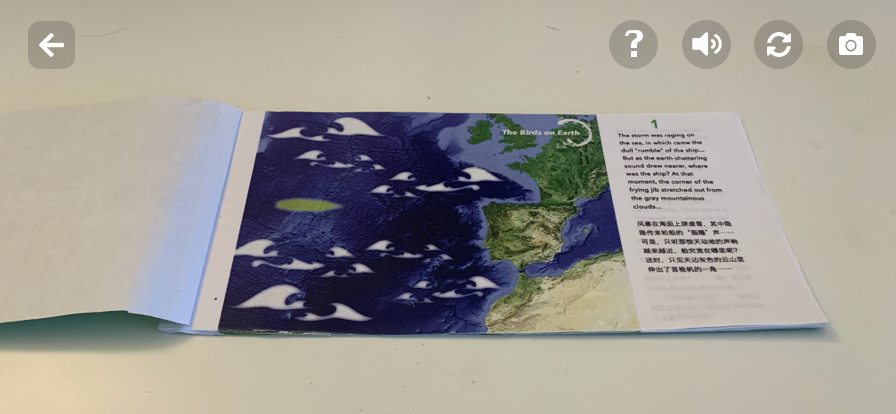 The Birds on Earth
1
The storm was raging on
the sea, in which came the
dull "rumble" of the ship...
But as the earth-shattering
sound drew nearer, where
was the ship? At that
moment, the corner of the
frying jib stretched out from
the gray mountainous
clouds...
风暴在海面上肆虐着，其中隐
隐传来轮船的“轰隆”声……
可是，只听那惊天动地的声响
越来越近，船究竟在哪里呢？
这时，只见天边灰色的云山里
伸出了首桅帆的一角……